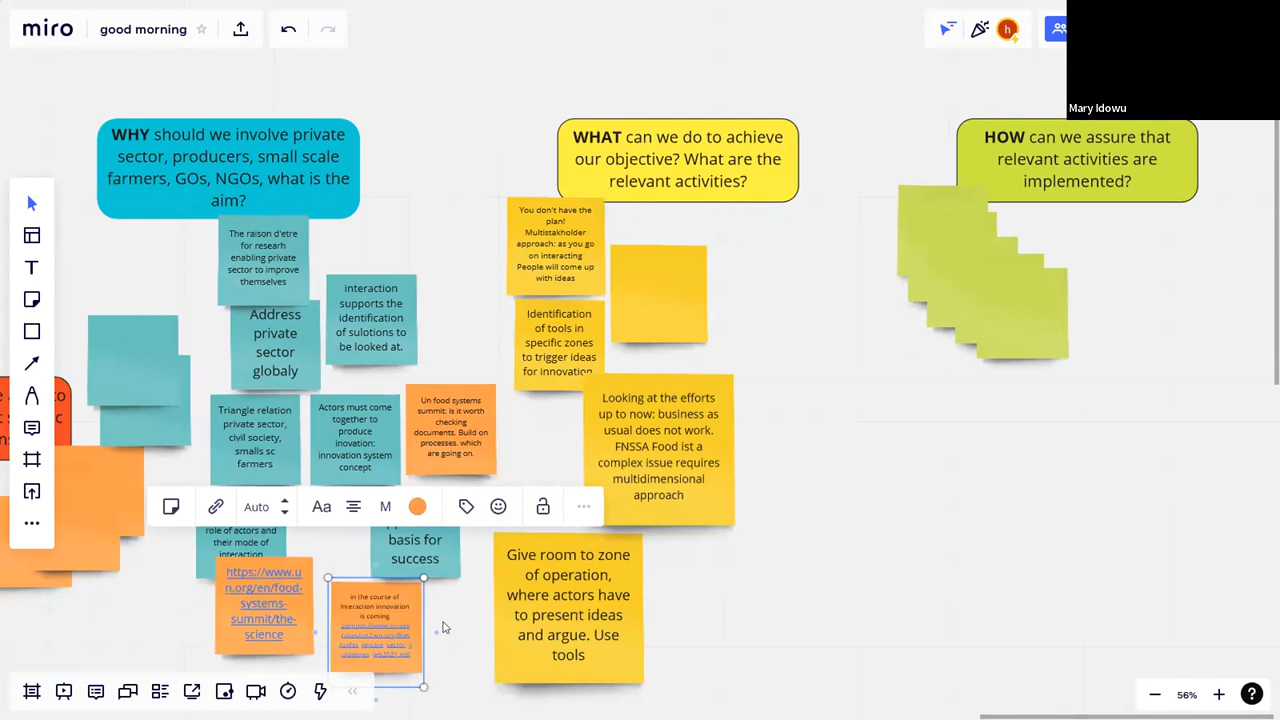 miro
good morning
h
Mary Idowu
WHY should we involve private
sector, producers, small scale
farmers, GOs, NGOs, what is the
aim?
WHAT can we do to achieve
our objective? What are the
relevant activities?
HOW can we assure that
relevant activities are
implemented?
The raison d'etre
for researh
enabling private
sector to improve
themselves
interaction
supports the
identification
of sulotions to
be looked at.
Address
private
sector
globaly
Triangle relation
private sector,
civil society,
smalls sc
farmers
Actors must come
together to
produce
inovation:
innovation system
concept
Un food systems
summit: is it worth
checking
documents. Build on
processes. which
are going on.
You don't have the
plan!
Multistakholder
approach: as you go
on interacting
People will come up
with ideas
Identification
of tools in
specific zones
to trigger ideas
for innovation
Looking at the efforts
up to now: business as
usual does not work.
FNSSA Food ist a
complex issue requires
multidimensional
approach
Auto
Aa
M
role of actors and
their mode of
interaction
basis for
success
https://www.u
n.org/en/food-
systems-
summit/the-
science
in the course of
interaction innovation
is coming
Give room to zone
of operation,
where actors have
to present ideas
and argue. Use
tools
T
56%
?